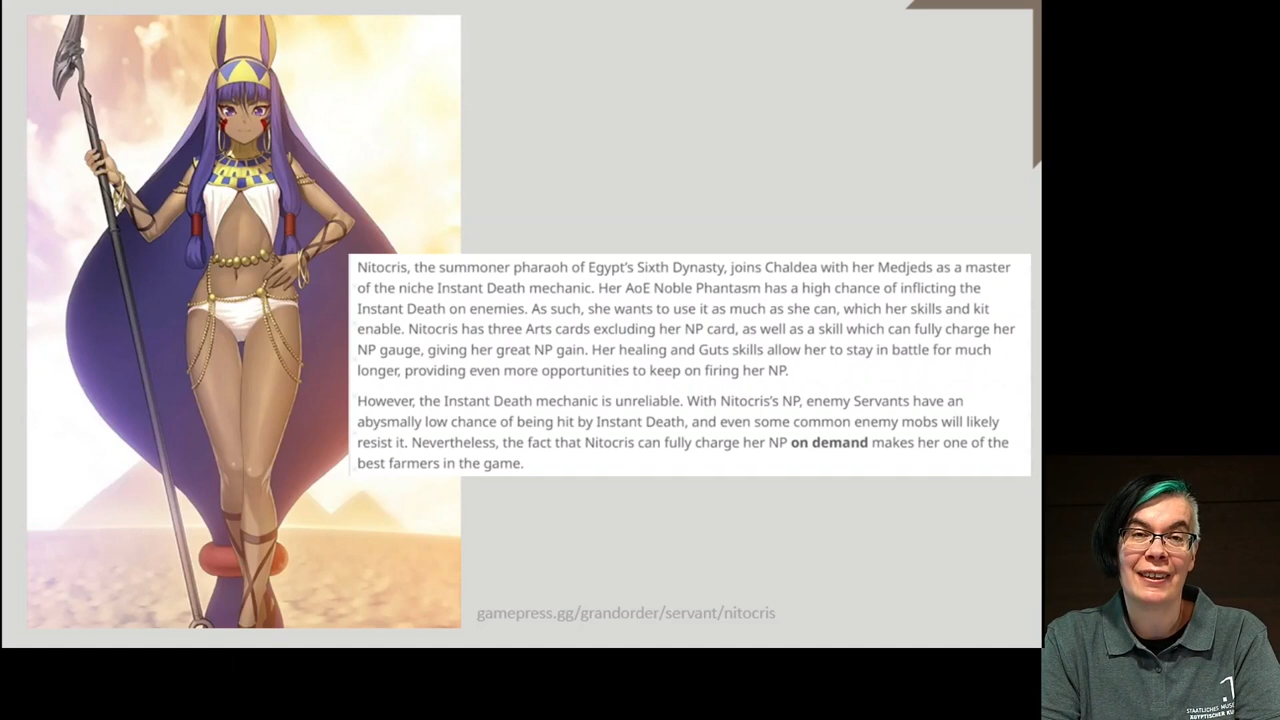 Nitocris, the summoner pharaoh of Egypt's Sixth Dynasty, joins Chaldea with her Medjeds as a master
of the niche Instant Death mechanic. Her AoE Noble Phantasm has a high chance of inflicting the
Instant Death on enemies. As such, she wants to use it as much as she can, which her skills and kit
enable. Nitocris has three Arts cards excluding her NP card, as well as a skill which can fully charge her
NP gauge, giving her great NP gain. Her healing and Guts skills allow her to stay in battle for much
longer, providing even more opportunities to keep on firing her NP.
However, the Instant Death mechanic is unreliable. With Nitocris's NP, enemy Servants have an
abysmally low chance of being hit by Instant Death, and even some common enemy mobs will likely
resist it. Nevertheless, the fact that Nitocris can fully charge her NP on demand makes her one of the
best farmers in the game.
gamepress.gg/grandorder/servant/nitocris
STAATLICHES MUS
ÄGYPTISCHER KU